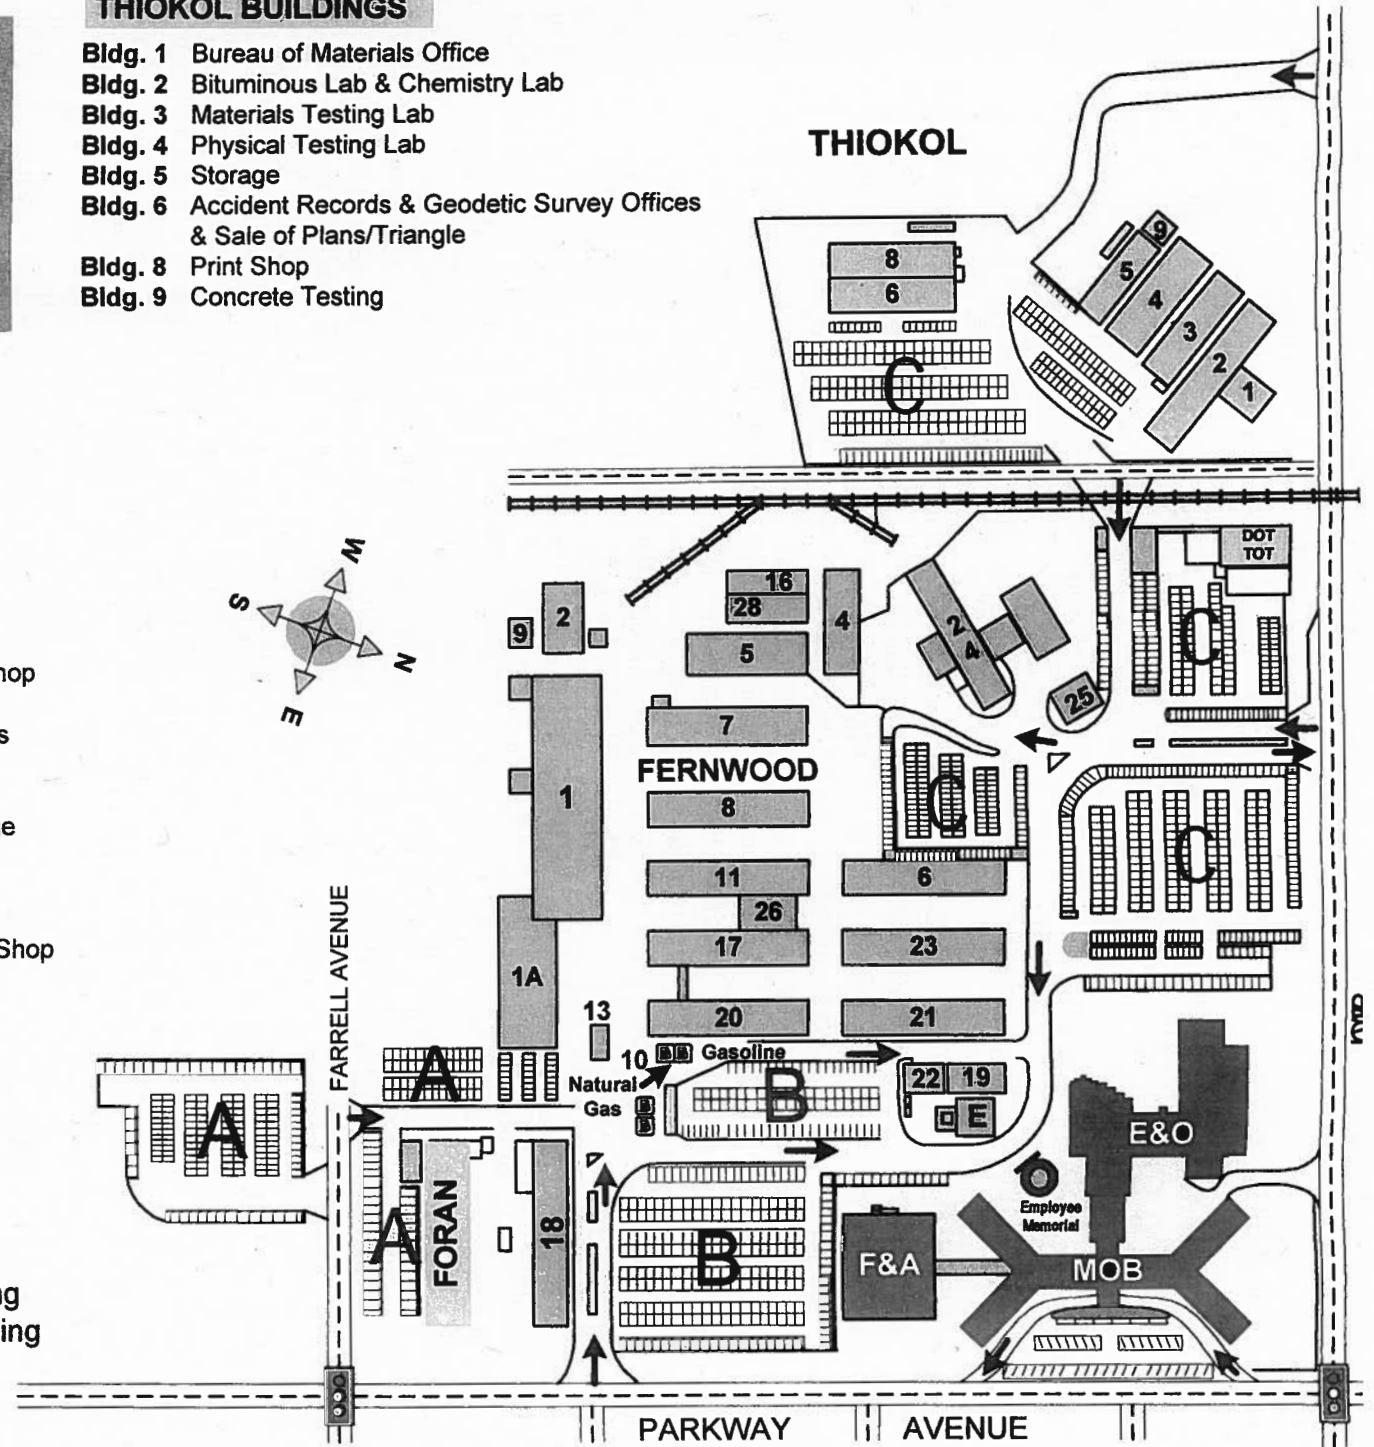 THIOKOL BUILDINGS
Bldg. 1 Bureau of Materials Office
Bldg. 2 Bituminous Lab & Chemistry Lab
Bldg. 3 Materials Testing Lab
Bldg. 4 Physical Testing Lab
Bldg. 5 Storage
Bldg. 6 Accident Records & Geodetic Survey Offices
& Sale of Plans/Triangle
Bldg. 8 Print Shop
Bldg. 9 Concrete Testing
THIOKOL
9
8
5
6
4
3
2
1
C
DOT
TOT
W
S
N
E
16
28
2
9
4
5
2
4
C
25
7
FERNWOOD
1
8
C
C
11
6
26
17
23
1A
FARRELL AVENUE
Shop
13
20
21
10
Gasoline
Natural
Gas
A
B
22
19
E
A
E&O
Employee
Memorial
A
FORAN
18
B
F&A
MOB
PARKWAY AVENUE